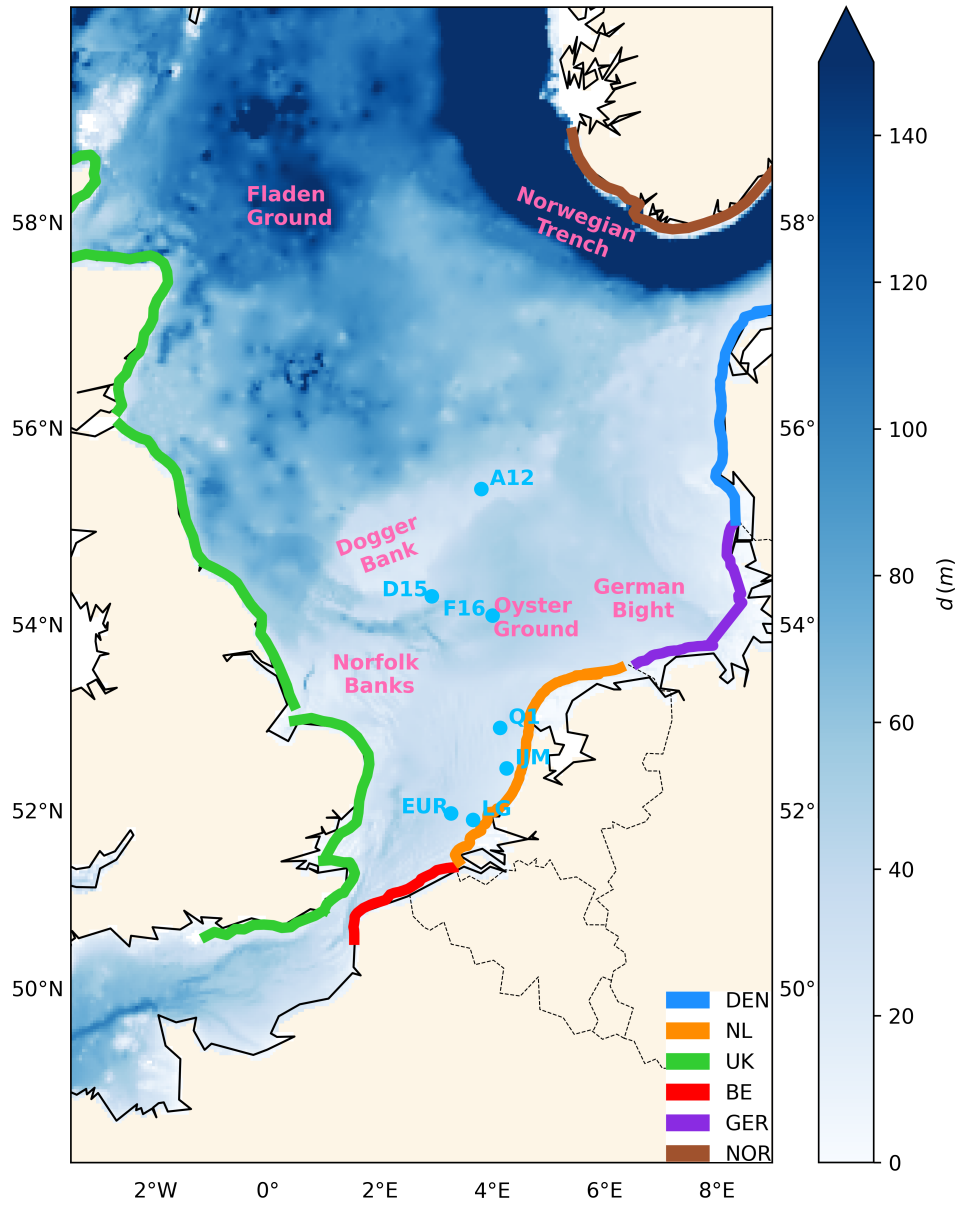 58°N
56°N
54°N
52°N
50°N
2°W
0°
2°E
4°E
6°E
8°E
58°
56°
54°
52°
50°
Fladen
Ground
Norwegian
Trench
A12
Dogger
Bank
D15
F16
Oyster
Ground
German
Bight
Norfolk
Banks
Q1
IJM
EUR
LG
DEN
NL
UK
BE
GER
NOR
140
120
100
80
60
40
20
0
d (m)